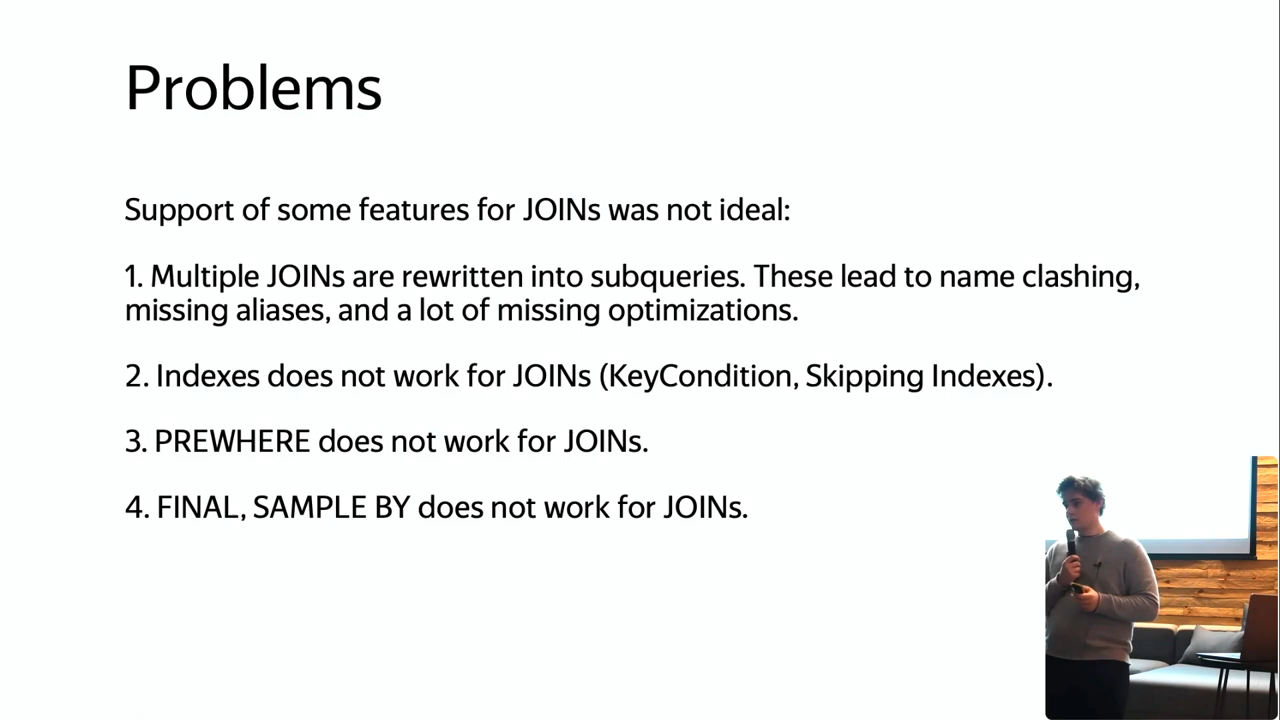 Problems
Support of some features for JOINs was not ideal:
1. Multiple JOINs are rewritten into subqueries. These lead to name clashing,
missing aliases, and a lot of missing optimizations.
2. Indexes does not work for JOINs (KeyCondition, Skipping Indexes).
3. PREWHERE does not work for JOINs.
4. FINAL, SAMPLE BY does not work for JOINs.